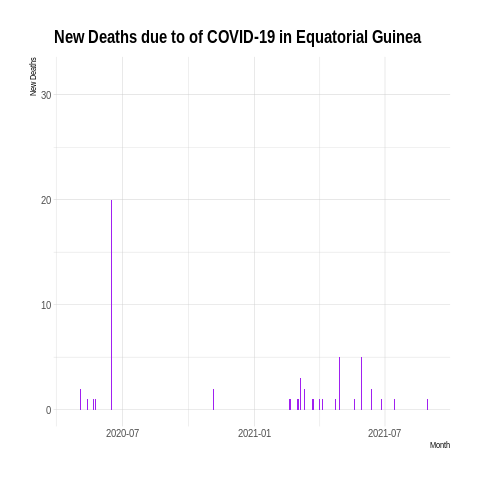 New Deaths due to of COVID-19 in Equatorial Guinea
New Deaths
30
20
10
0
2020-07 2021-01 2021-07
Month